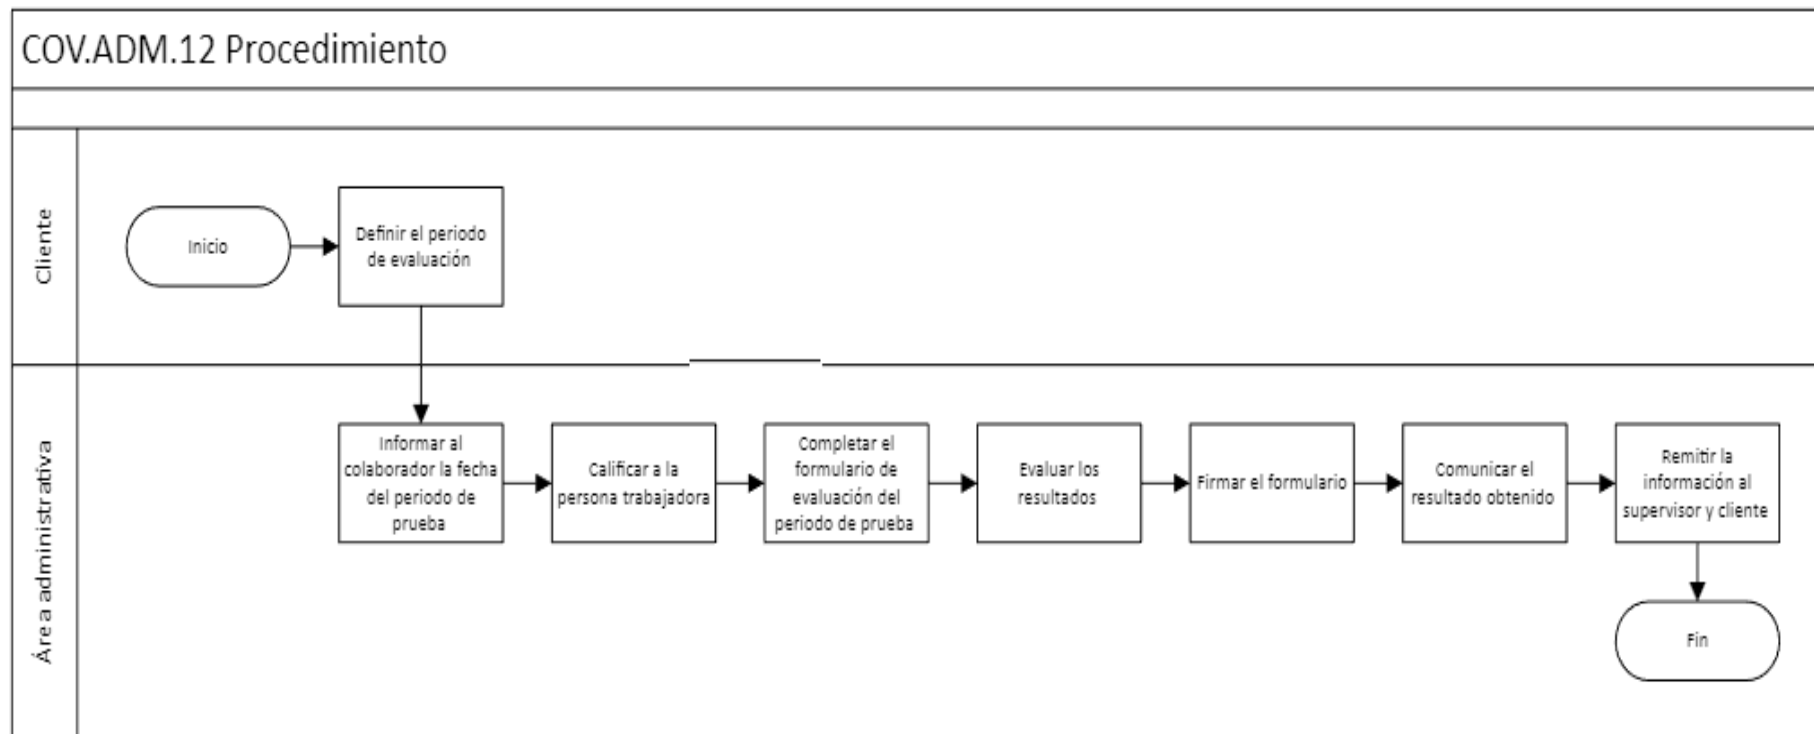 COV.ADM.12 Procedimiento
Cliente
Inicio
Definir el periodo
de evaluación
Área administrativa
Informar al
colaborador la fecha
del periodo de
prueba
Calificar a la
persona trabajadora
Completar el
formulario de
evaluación del
periodo de prueba
Evaluar los
resultados
Firmar el formulario
Comunicar el
resultado obtenido
Remitir la
información al
supervisor y cliente
Fin